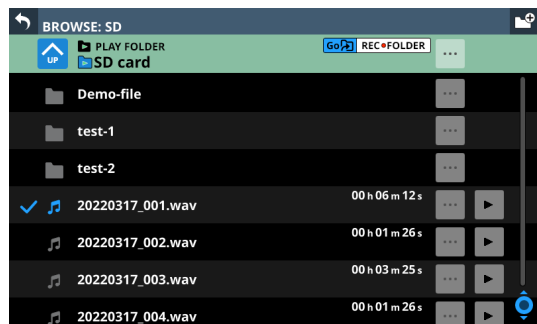 BROWSE: SD
UP
PLAY FOLDER
SD card
Go
REC●FOLDER
...
Demo-file
...
test-1
...
test-2
...
20220317_001.wav
00 h 06 m 12 s
...
20220317_002.wav
00 h 01 m 26 s
...
20220317_003.wav
00 h 03 m 25 s
...
20220317_004.wav
00 h 01 m 26 s
...